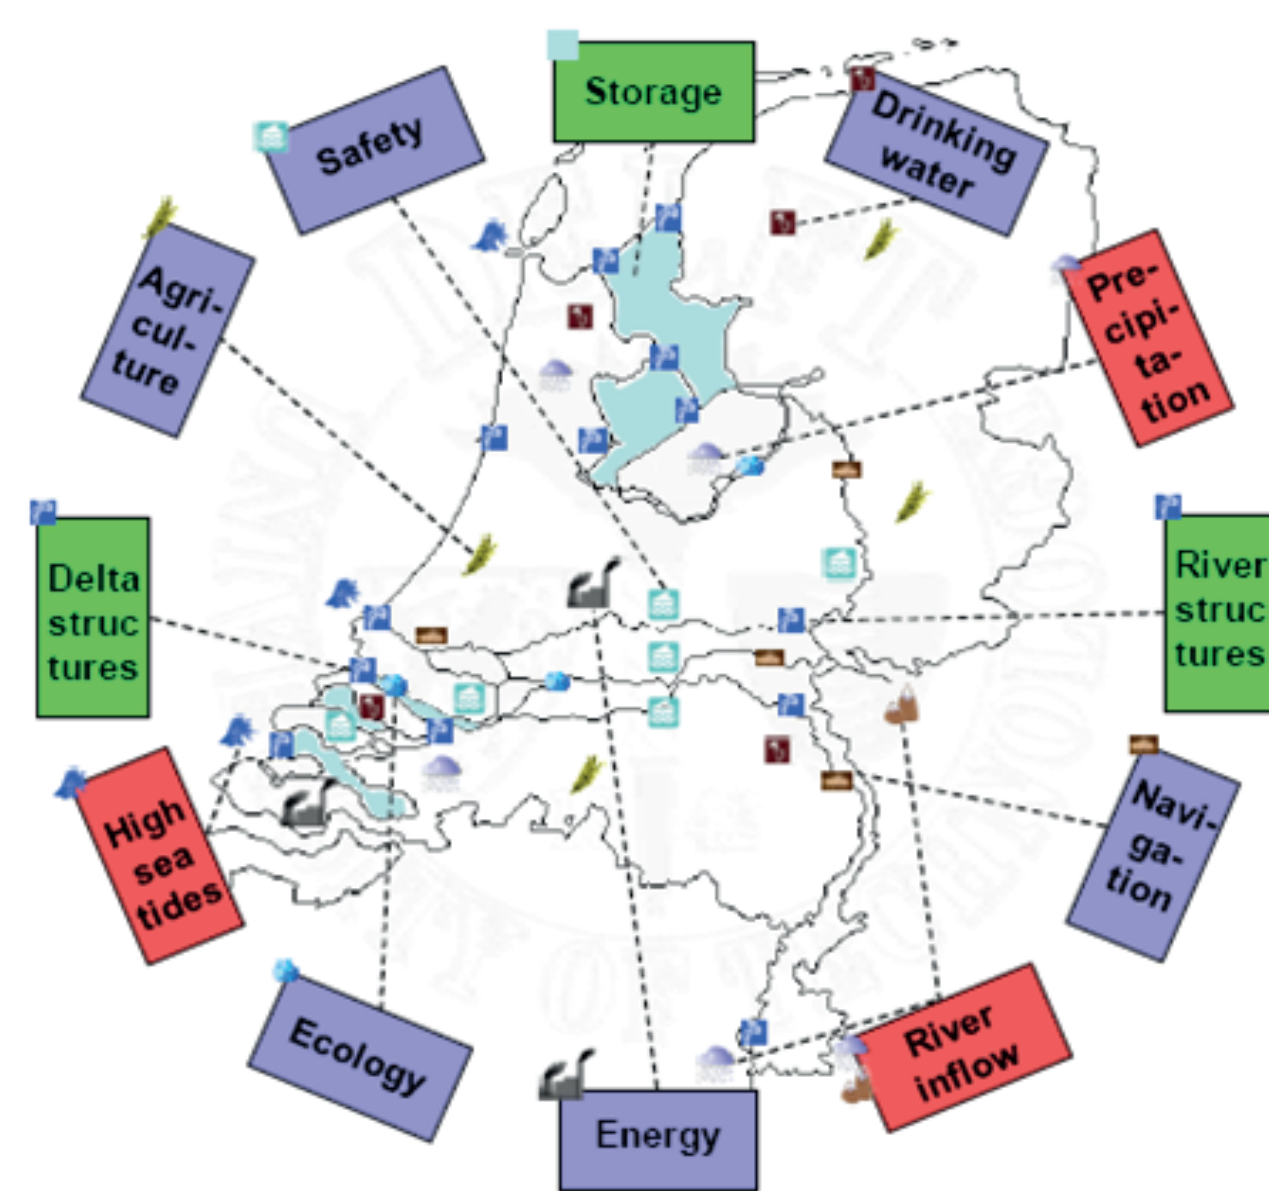 Storage
Safety
Drinking
water
Agri-
cul-
ture
Pre-
cipi-
ta-
tion
Delta
struc
tures
River
struc
tures
High
sea
tides
Navi-
ga-
tion
Ecology
River
inflow
Energy